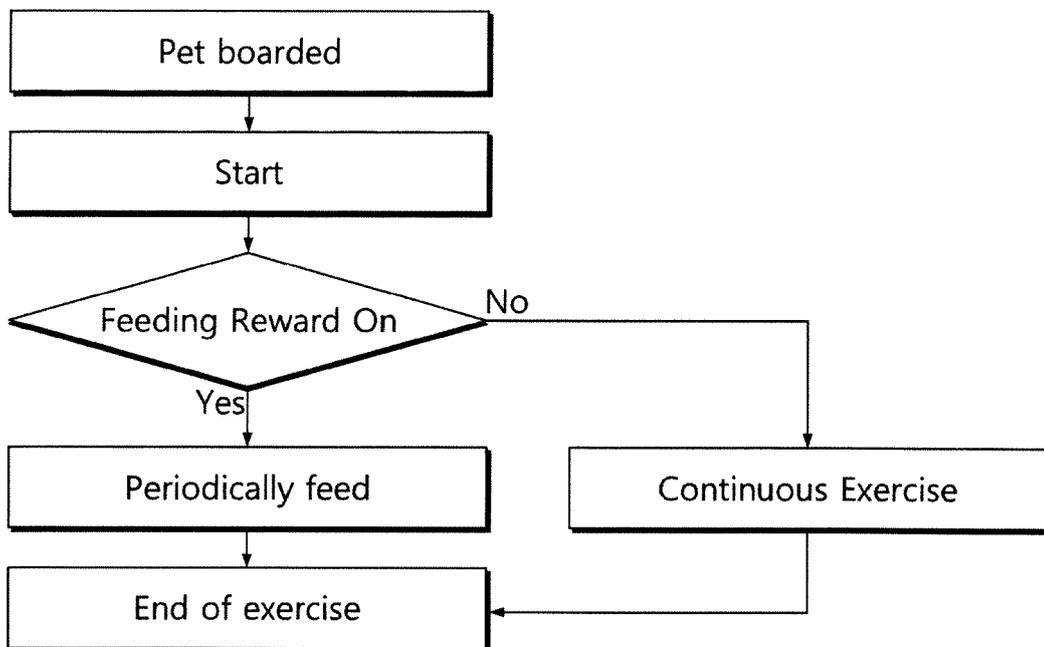 Pet boarded
Start
Feeding Reward On
No
Yes
Periodically feed
Continuous Exercise
End of exercise